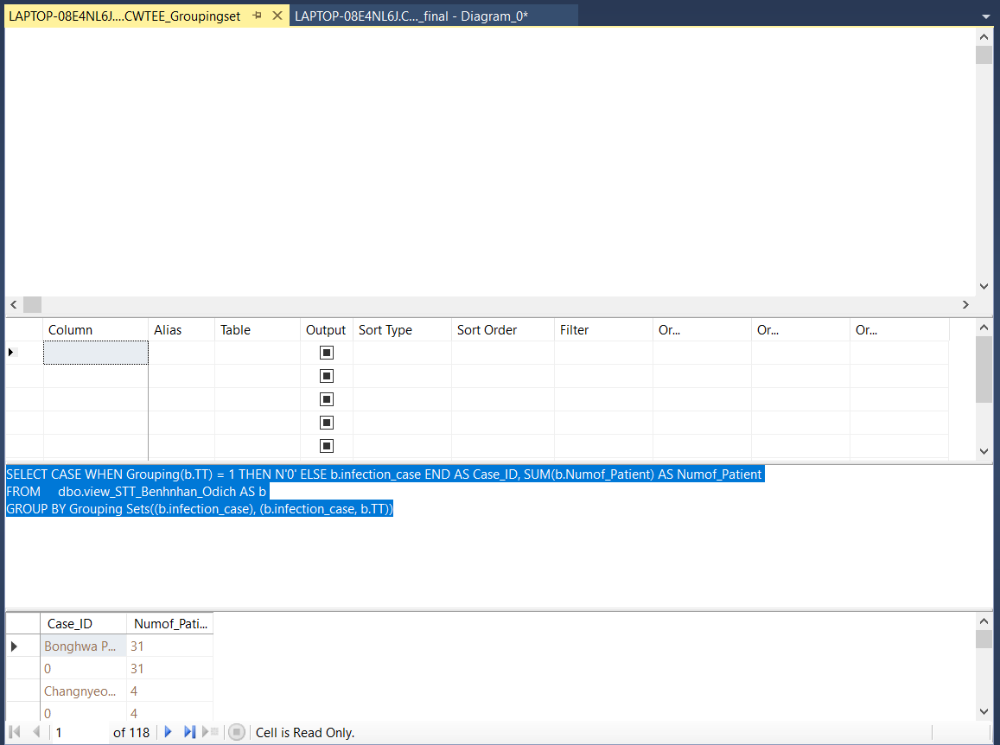 LAPTOP-08E4NL6J....CWTEE_Groupingset LAPTOP-08E4NL6J.C..._final - Diagram_0*
Column Alias Table Output Sort Type Sort Order Filter Or... Or... Or...
SELECT CASE WHEN Grouping(b.TT) = 1 THEN N'0' ELSE b.infection_case END AS Case_ID, SUM(b.Numof_Patient) AS Numof_Patient
FROM dbo.view_STT_Benhnhan_Odich AS b
GROUP BY Grouping Sets((b.infection_case), (b.infection_case, b.TT))
Case_ID Numof_Pati...
Bonghwa P... 31
0 31
Changnyeo... 4
0 4
1 of 118 Cell is Read Only.